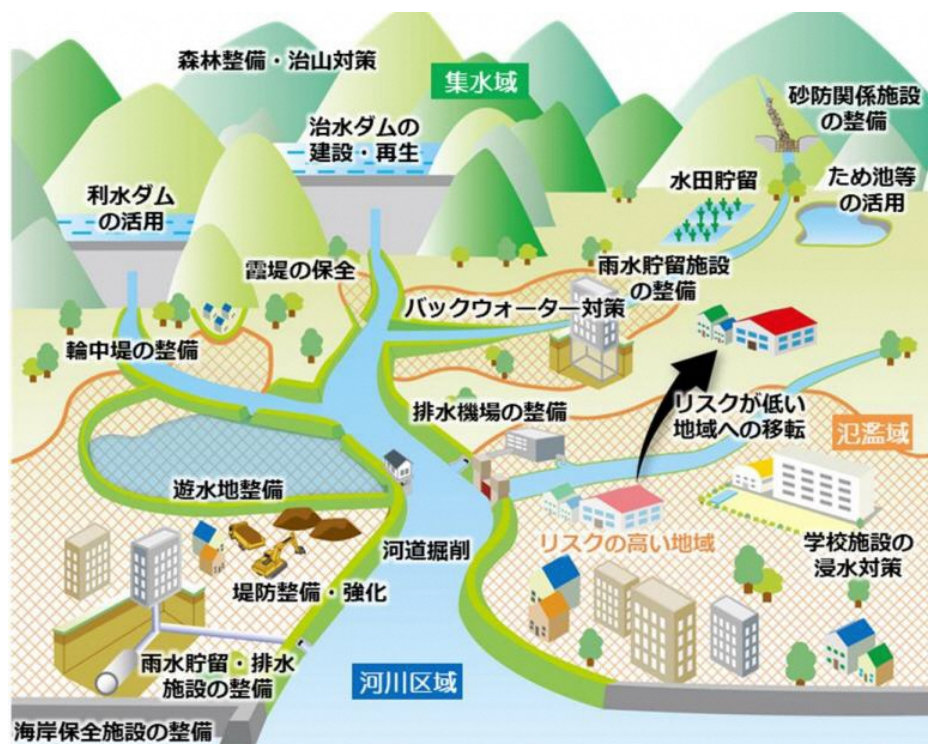 森林整備・治山対策
集水域
砂防関係施設
の整備
治水ダムの
建設・再生
水田貯留
ため池等
の活用
利水ダム
の活用
霞堤の保全
雨水貯留施設
の整備
バックウォーター対策
輪中堤の整備
排水機場の整備
リスクが低い
地域への移転
氾濫域
遊水地整備
河道掘削
リスクの高い地域
学校施設の
浸水対策
堤防整備・強化
雨水貯留・排水
施設の整備
河川区域
海岸保全施設の整備